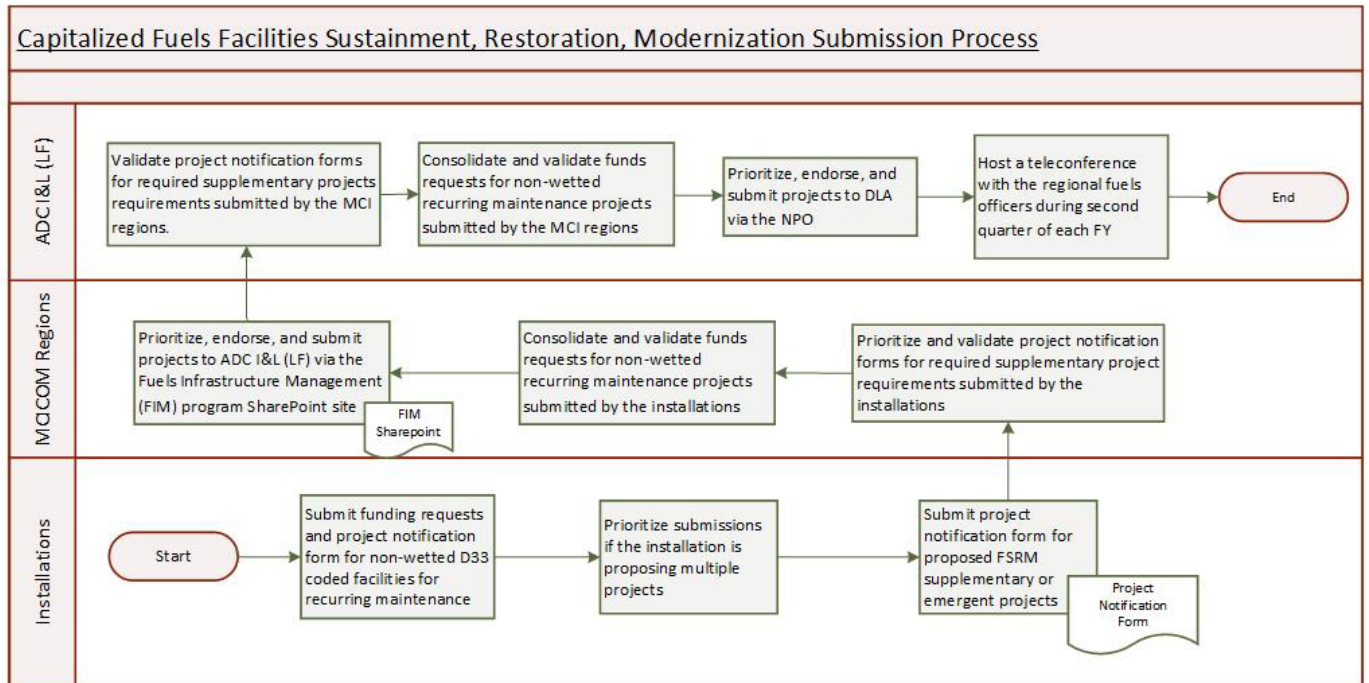 Capitalized Fuels Facilities Sustainment, Restoration, Modernization Submission Process
ADC I&L (LF)
Validate project notification forms
for required supplementary projects
requirements submitted by the MCI
regions.
Consolidate and validate funds
requests for non-wetted
recurring maintenance projects
submitted by the MCI regions
Prioritize, endorse, and
submit projects to DLA
via the NPO
Host a teleconference
with the regional fuels
officers during second
quarter of each FY
End
MCICOM Regions
Prioritize, endorse, and submit
projects to ADC I&L (LF) via the
Fuels Infrastructure Management
(FIM) program SharePoint site
FIM
Sharepoint
Consolidate and validate funds
requests for non-wetted
recurring maintenance projects
submitted by the installations
Prioritize and validate project notification
forms for required supplementary project
requirements submitted by the
installations
Installations
Start
Submit funding requests
and project notification
form for non-wetted D33
coded facilities for
recurring maintenance
Prioritize submissions
if the installation is
proposing multiple
projects
Submit project
notification form for
proposed FSRM
supplementary or
emergent projects
Project
Notification
Form